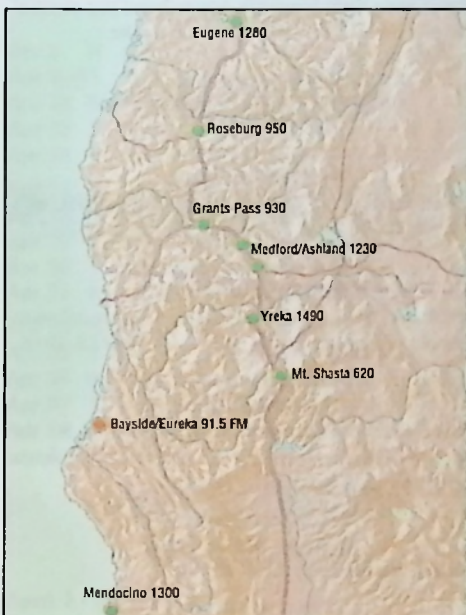 Eugene 1280
Roseburg 950
Grants Pass 930
Medford/Ashland 1230
Yreka 1490
Mt. Shasta 620
Bayside/Eureka 91.5 FM
Mendocino 1300